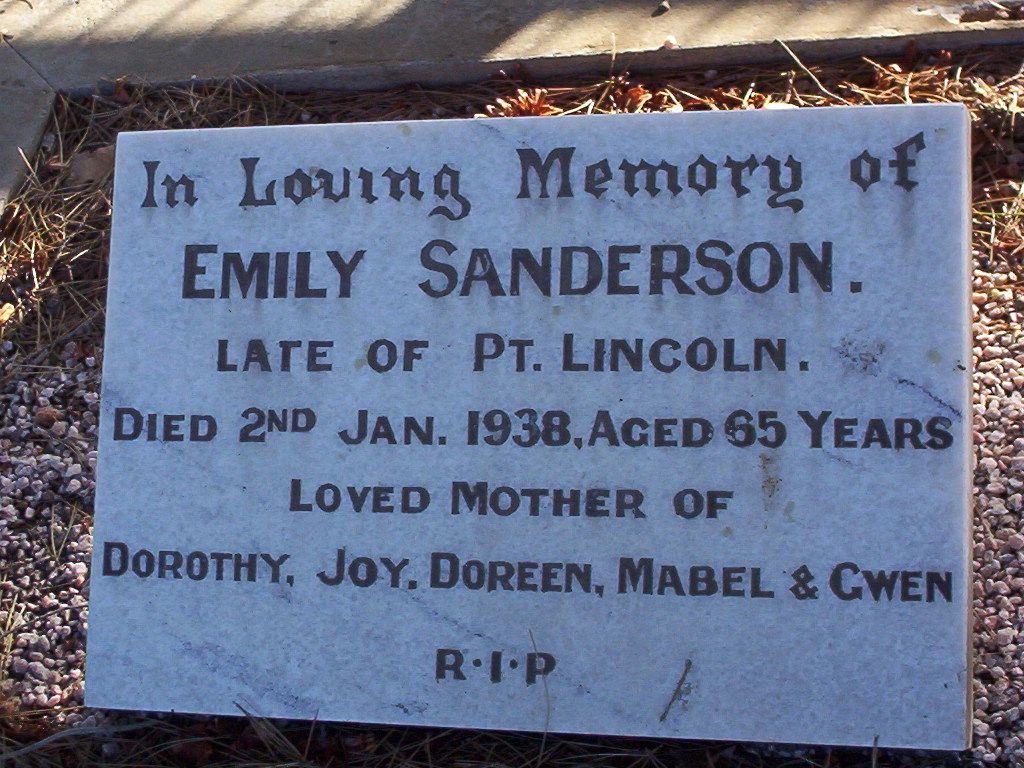 In Loving Memory of
EMILY SANDERSON.
LATE OF PT. LINCOLN.
DIED 2ND JAN. 1938, AGED 65 YEARS
LOVED MOTHER OF
DOROTHY, JOY, DOREEN, MABEL & GWEN
R·I·P